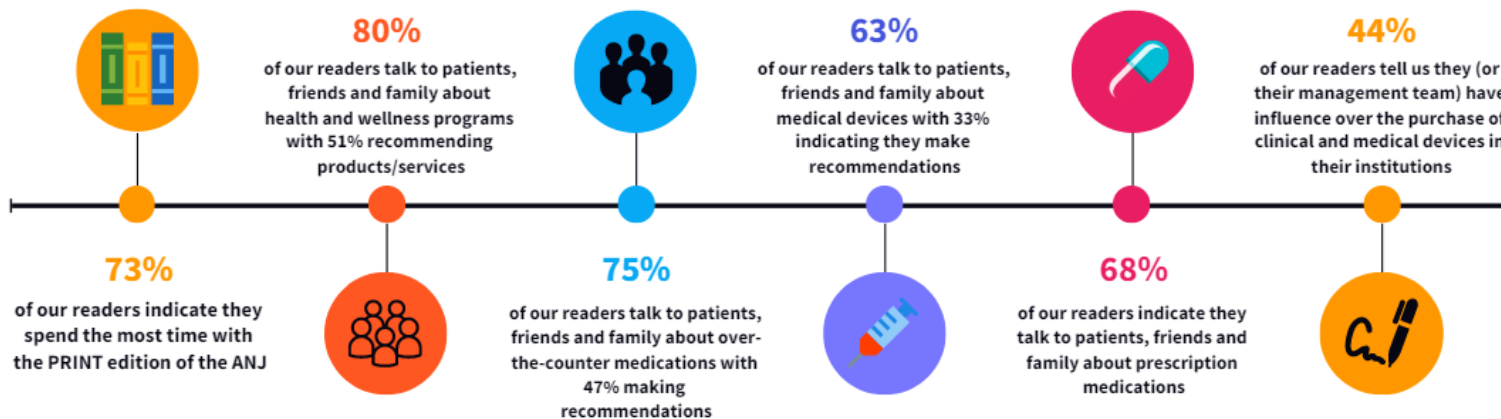 73%
of our readers indicate they
spend the most time with
the PRINT edition of the ANJ
80%
of our readers talk to patients,
friends and family about
health and wellness programs
with 51% recommending
products/services
75%
of our readers talk to patients,
friends and family about over-
the-counter medications with
47% making
recommendations
63%
of our readers talk to patients,
friends and family about
medical devices with 33%
indicating they make
recommendations
68%
of our readers indicate they
talk to patients, friends and
family about prescription
medications
44%
of our readers tell us they (or
their management team) have
influence over the purchase of
clinical and medical devices in
their institutions